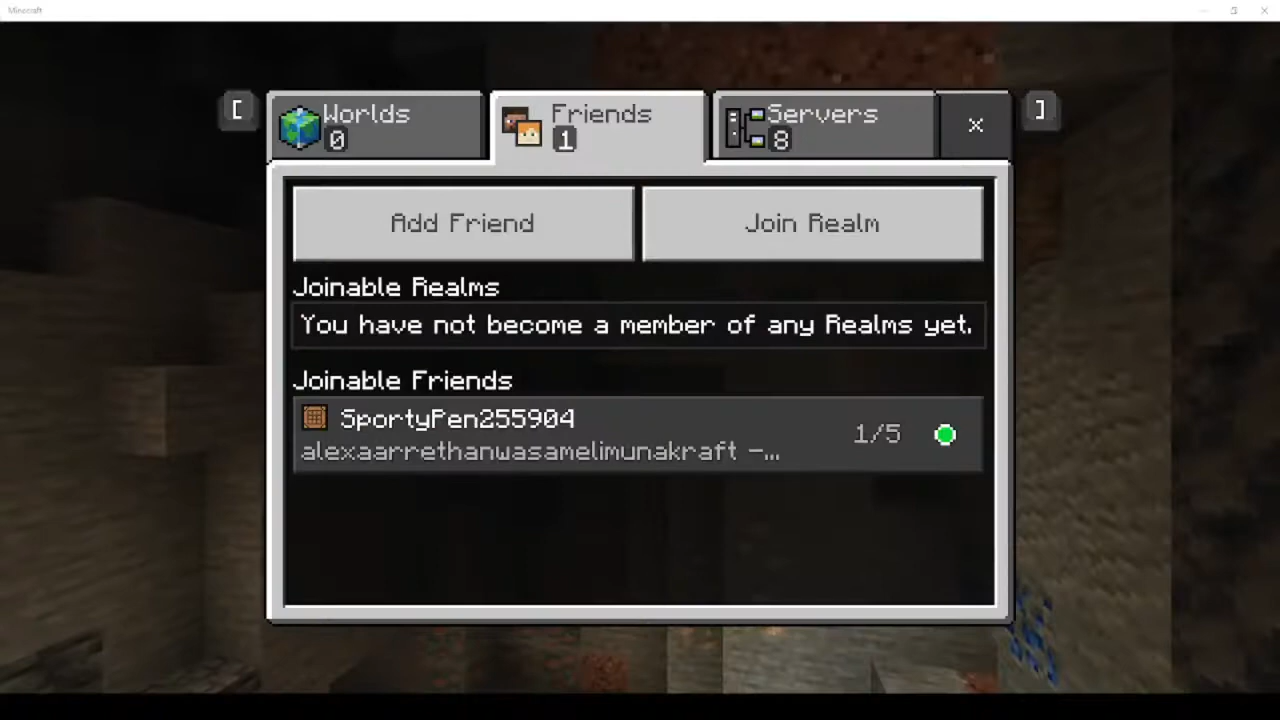 Minecraft
[
Worlds
0
Friends
1
Servers
8
]
Add Friend
Join Realm
Joinable Realms
You have not become a member of any Realms yet.
Joinable Friends
SportyPen255904
alexaarrethanwasamelimunakraft -...
1/5